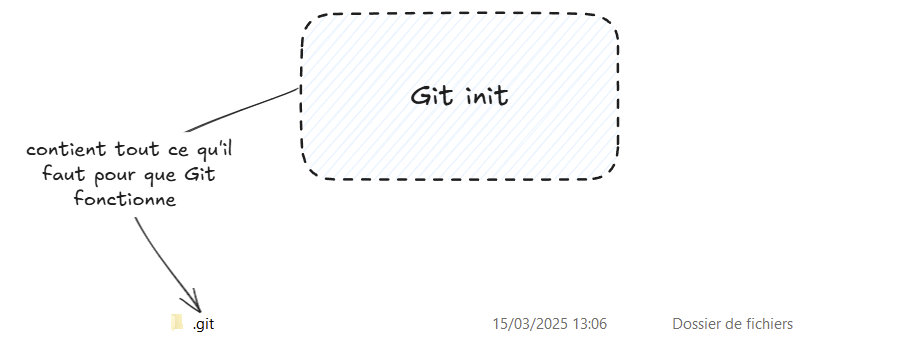 Git init
contient tout ce qu'il
faut pour que Git
fonctionne
.git 15/03/2025 13:06 Dossier de fichiers